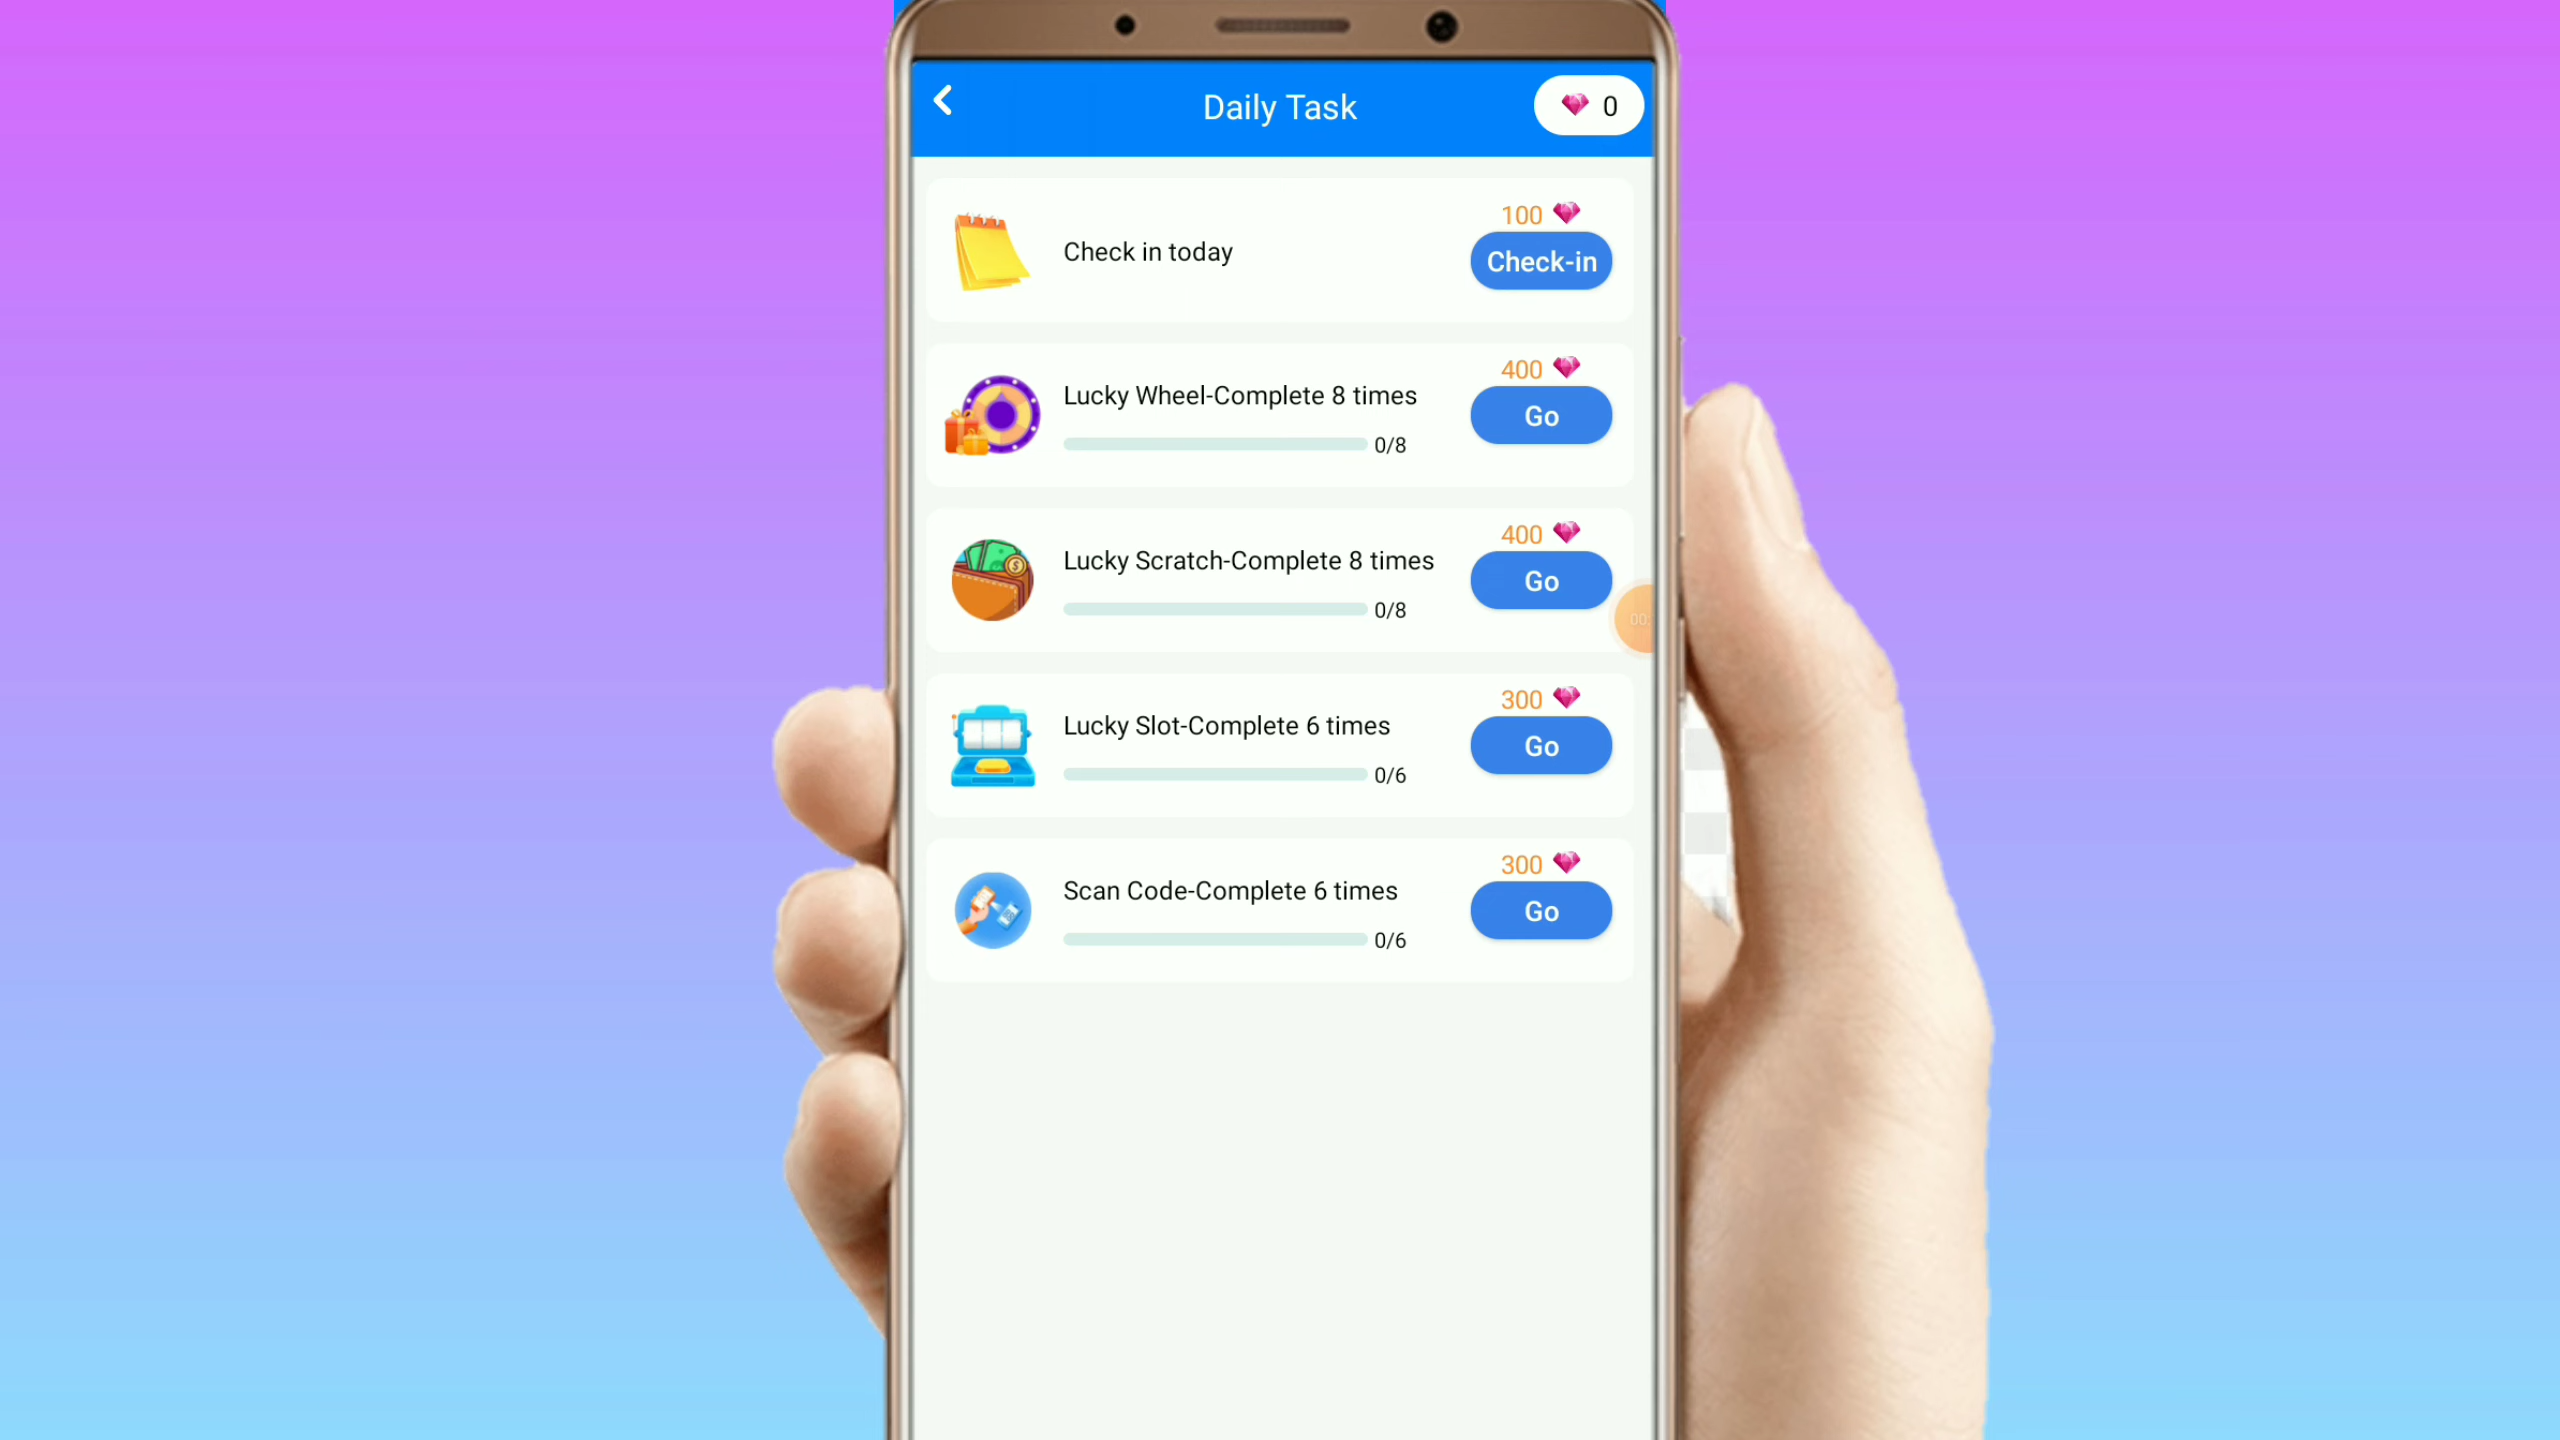 Daily Task
0
100
Check in today
Check-in
400
Lucky Wheel-Complete 8 times
Go
0/8
400
Lucky Scratch-Complete 8 times
Go
0/8
00:
300
Lucky Slot-Complete 6 times
Go
0/6
300
Scan Code-Complete 6 times
Go
0/6